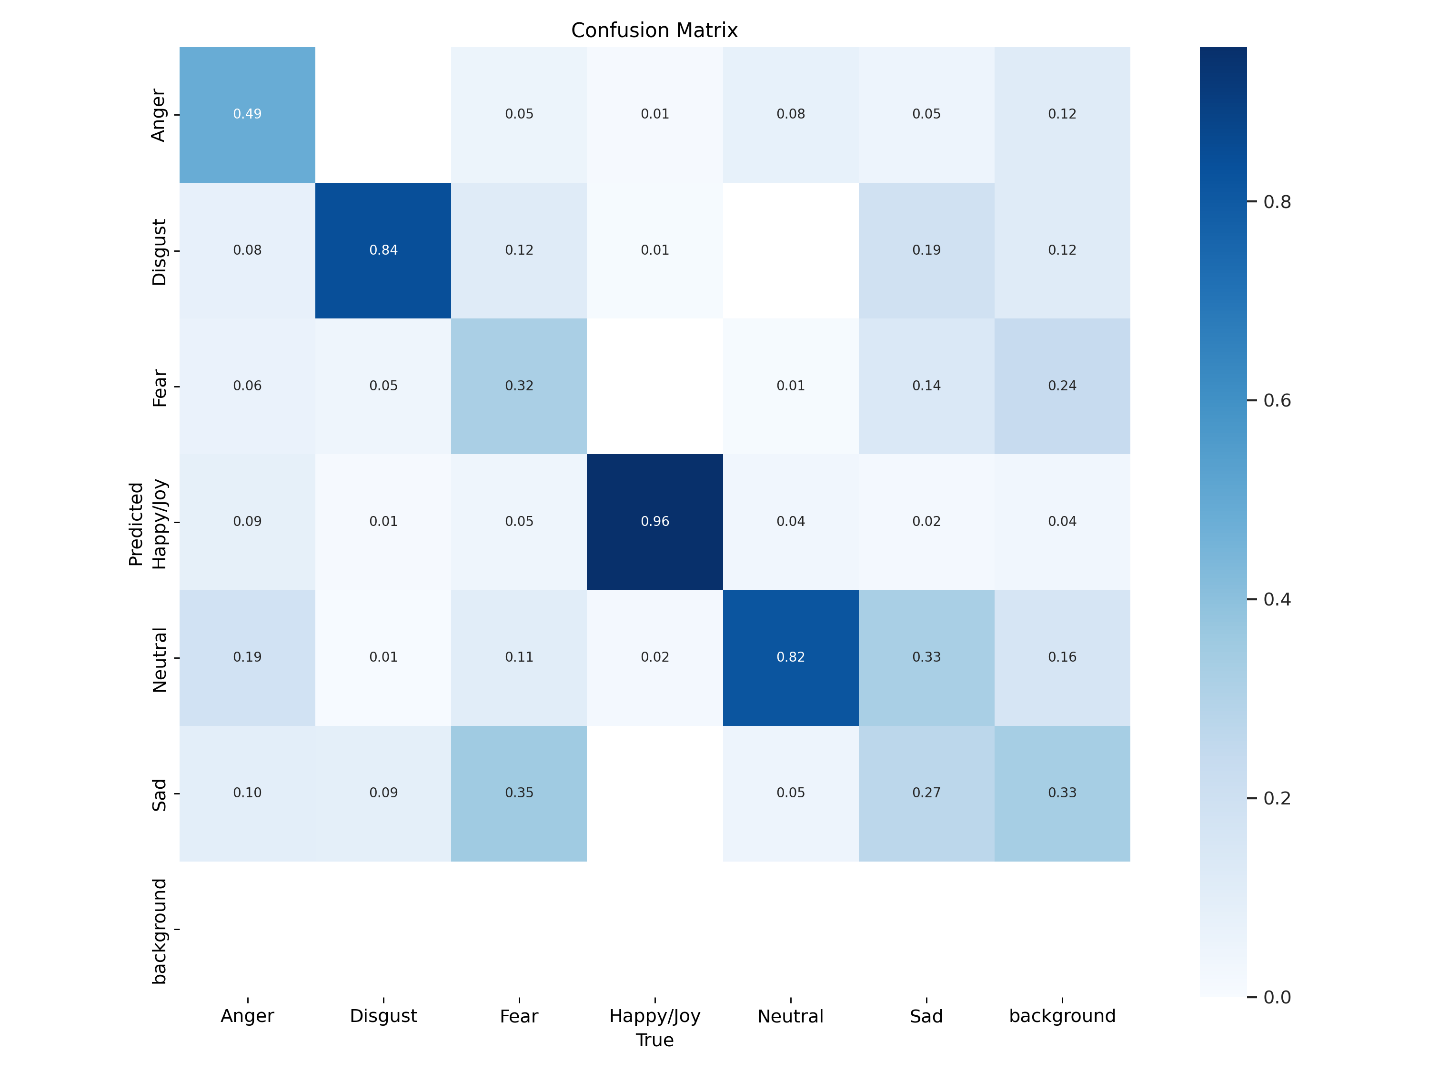 Confusion Matrix
Anger 0.49 0.05 0.01 0.08 0.05 0.12
Disgust 0.08 0.84 0.12 0.01 0.19 0.12
Fear 0.06 0.05 0.32 0.01 0.14 0.24
Predicted
Happy/Joy 0.09 0.01 0.05 0.96 0.04 0.02 0.04
Neutral 0.19 0.01 0.11 0.02 0.82 0.33 0.16
Sad 0.10 0.09 0.35 0.05 0.27 0.33
background
Anger Disgust Fear Happy/Joy Neutral Sad background
True
0.8
0.6
0.4
0.2
0.0